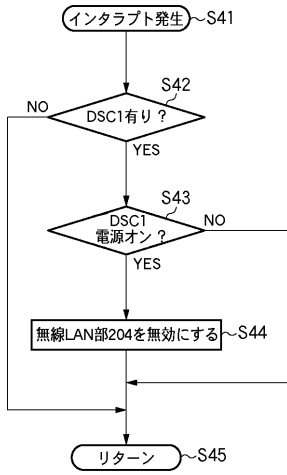 インタラプト発生 S41
S42
NO
DSC1有り？
YES
S43
DSC1
電源オン？
NO
YES
無線LAN部204を無効にする S44
リターン S45